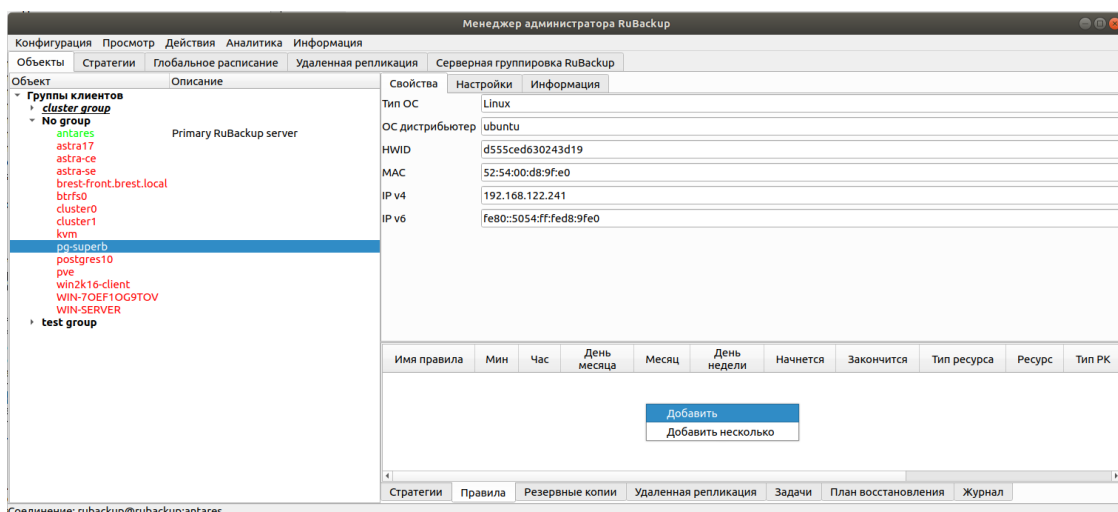 Менеджер администратора RuBackup
Конфигурация Просмотр Действия Аналитика Информация
Объекты Стратегии Глобальное расписание Удаленная репликация Серверная группировка RuBackup
Объект Описание
Группы клиентов
cluster group
No group
antares Primary RuBackup server
astra17
astra-ce
astra-se
brest-front.brest.local
btrfs0
cluster0
cluster1
kvm
pg-superb
postgres10
pve
win2k16-client
WIN-7OEF1OG9TOV
WIN-SERVER
test group
Свойства Настройки Информация
Тип ОС Linux
ОС дистрибьютер ubuntu
HWID d555ced630243d19
MAC 52:54:00:d8:9f:e0
IP v4 192.168.122.241
IP v6 fe80::5054:ff:fed8:9fe0
Имя правила Мин Час День месяца Месяц День недели Начнется Закончится Тип ресурса Ресурс Тип РК
Добавить
Добавить несколько
Стратегии Правила Резервные копии Удаленная репликация Задачи План восстановления Журнал
Соединение: rubackup@rubackup:antares